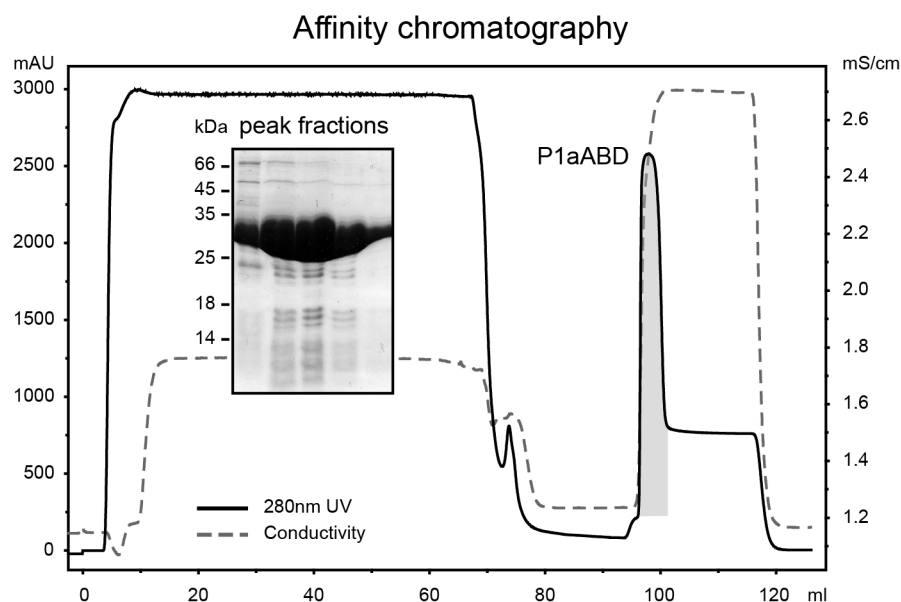 Affinity chromatography
mAU
mS/cm
3000
2500
2000
1500
1000
500
0
2.6
2.4
2.2
2.0
1.8
1.6
1.4
1.2
kDa peak fractions
66
45
35
25
18
14
P1aABD
280nm UV
Conductivity
0 20 40 60 80 100 120 ml